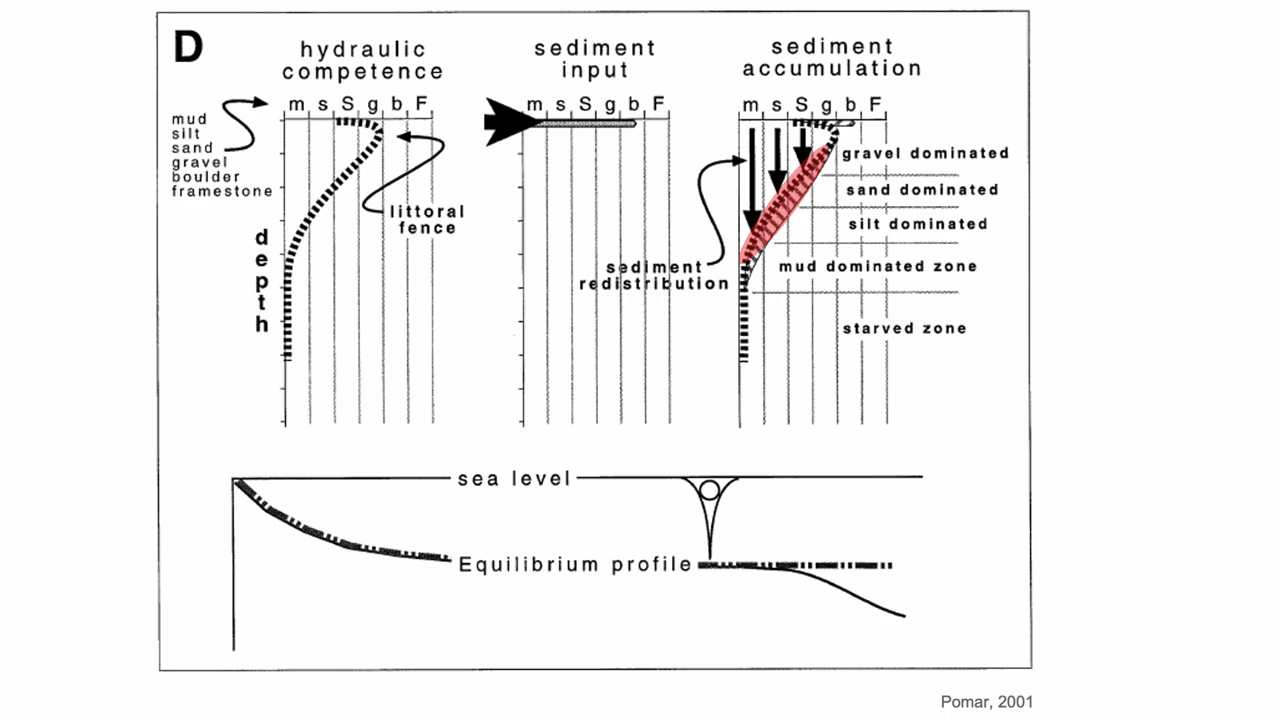 D
hydraulic
competence
sediment
input
sediment
accumulation
m s S g b F
m s S g b F
m s S g b F
mud
silt
sand
gravel
boulder
framestone
littoral
fence
depth
sediment
redistribution
gravel dominated
sand dominated
silt dominated
mud dominated zone
starved zone
sea level
Equilibrium profile
Pomar, 2001